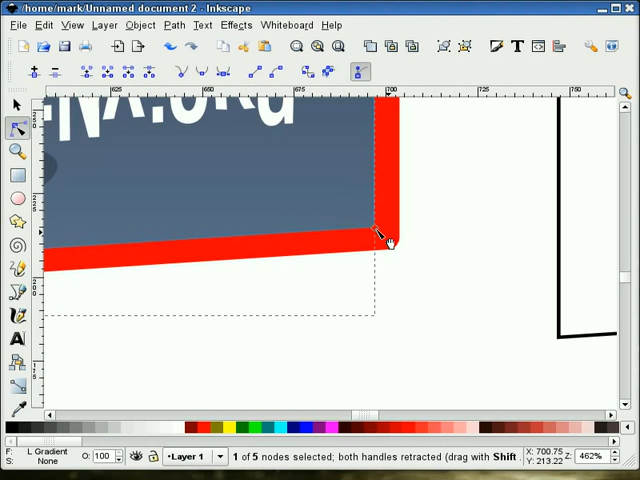 /home/mark/Unnamed document 2 - Inkscape
File Edit View Layer Object Path Text Effects Whiteboard Help
625 650 675 700 725 750
F: L Gradient
S: None
O: 100
Layer 1
1 of 5 nodes selected; both handles retracted (drag with Shift
X: 700.75
Y: 213.22
Z: 462%